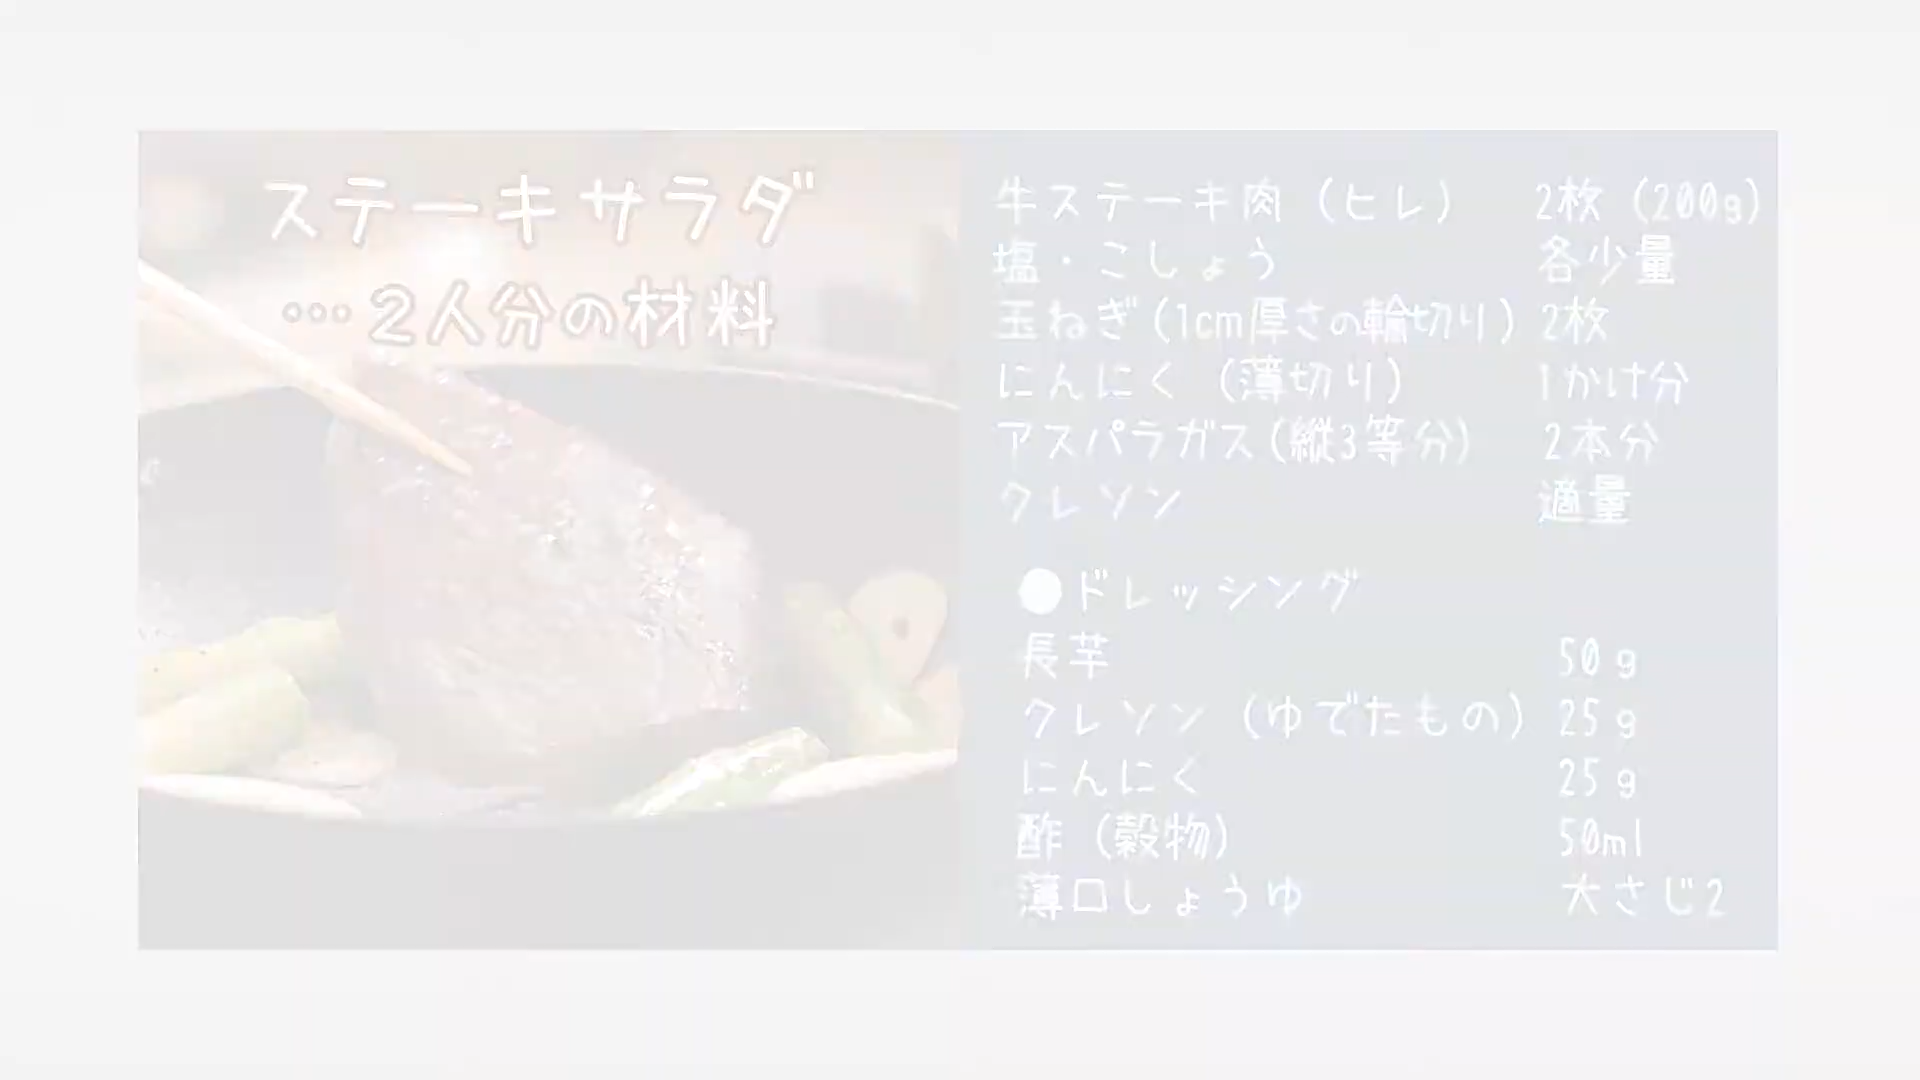 ステーキサラダ
…2人分の材料
牛ステーキ肉（ヒレ） 2枚（200g）
塩・こしょう 各少量
玉ねぎ(1cm厚さの輪切り) 2枚
にんにく（薄切り） 1かけ分
アスパラガス(縦3等分) 2本分
クレソン 適量
●ドレッシング
長芋 50g
クレソン（ゆでたもの） 25g
にんにく 25g
酢（穀物） 50ml
薄口しょうゆ 大さじ2